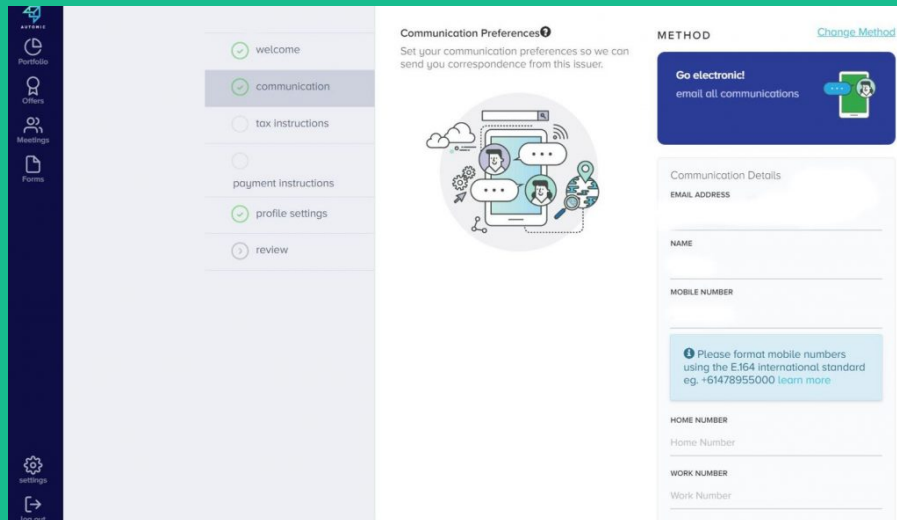 AUTOMIC
Portfolio
Offers
Meetings
Forms
settings
log out
welcome
communication
tax instructions
payment instructions
profile settings
review
Communication Preferences?
Set your communication preferences so we can
send you correspondence from this issuer.
METHOD
Change Method
Go electronic!
email all communications
Communication Details
EMAIL ADDRESS
NAME
MOBILE NUMBER
Please format mobile numbers
using the E.164 international standard
eg. +61478955000 learn more
HOME NUMBER
Home Number
WORK NUMBER
Work Number